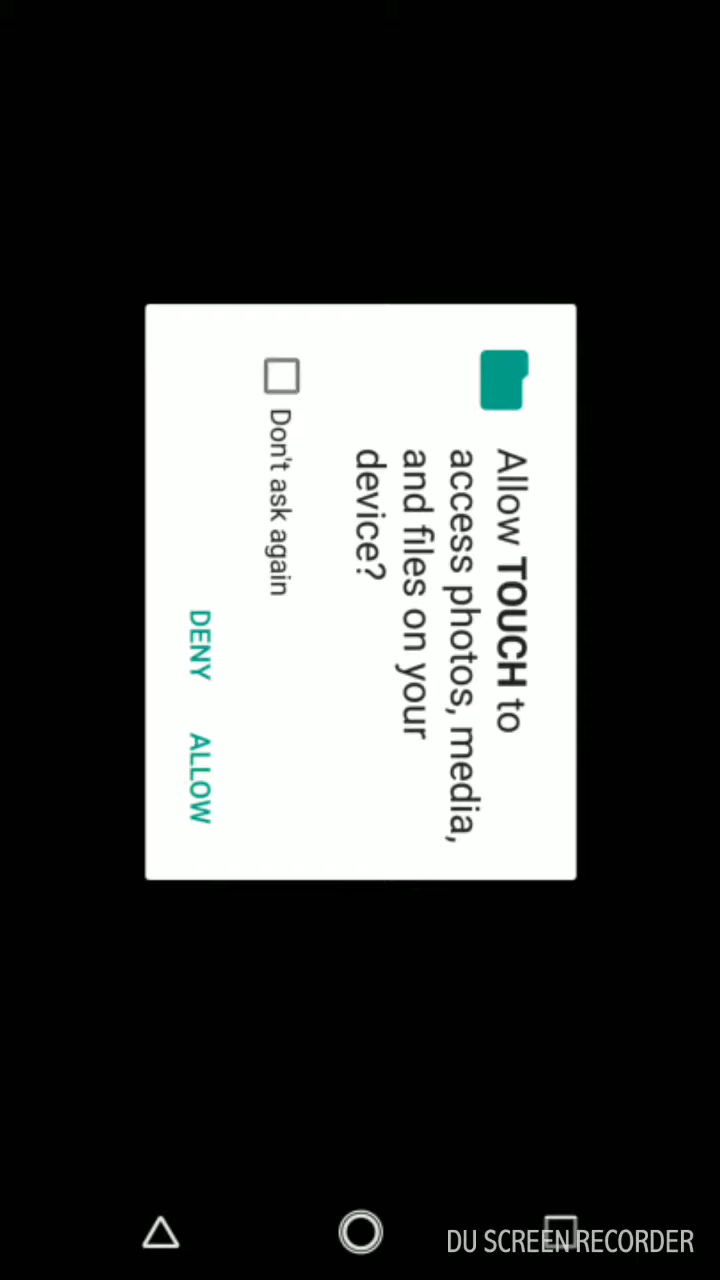 Allow TOUCH to
access photos, media,
and files on your
device?
Don't ask again
DENY ALLOW
DU SCREEN RECORDER